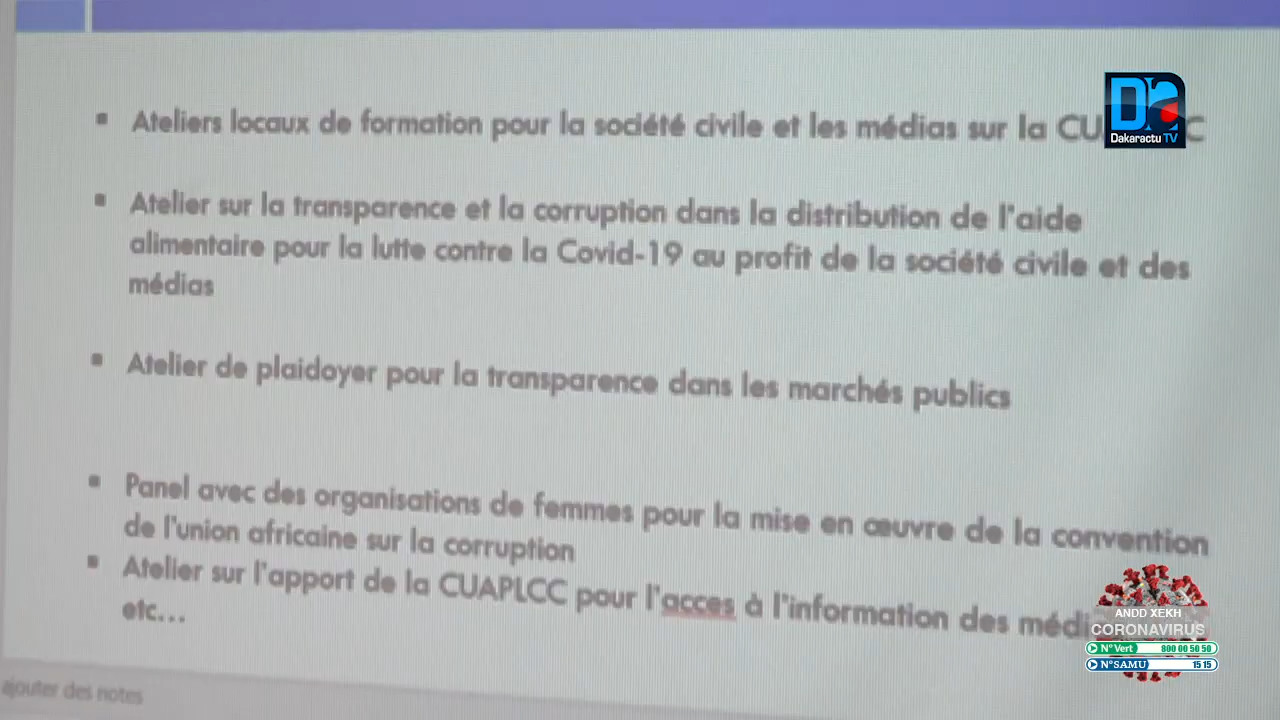 Ateliers locaux de formation pour la société civile et les médias sur la
Dakaractu TV
Atelier sur la transparence et la corruption dans la distribution de l'aide
alimentaire pour la lutte contre la Covid-19 au profit de la société civile et des
médias
Atelier de plaidoyer pour la transparence dans les marchés publics
Panel avec des organisations de femmes pour la mise en œuvre de la convention
de l'union africaine sur la corruption
Atelier sur l'apport de la CUAPLCC pour l'acces à l'information des
etc...
ANDD XEKH
CORONAVIRUS
N°Vert 800 00 50 50
N°SAMU 15 15
ajouter des notes